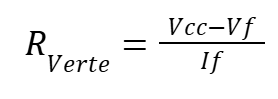 R_Verte = (Vcc−Vf)/If